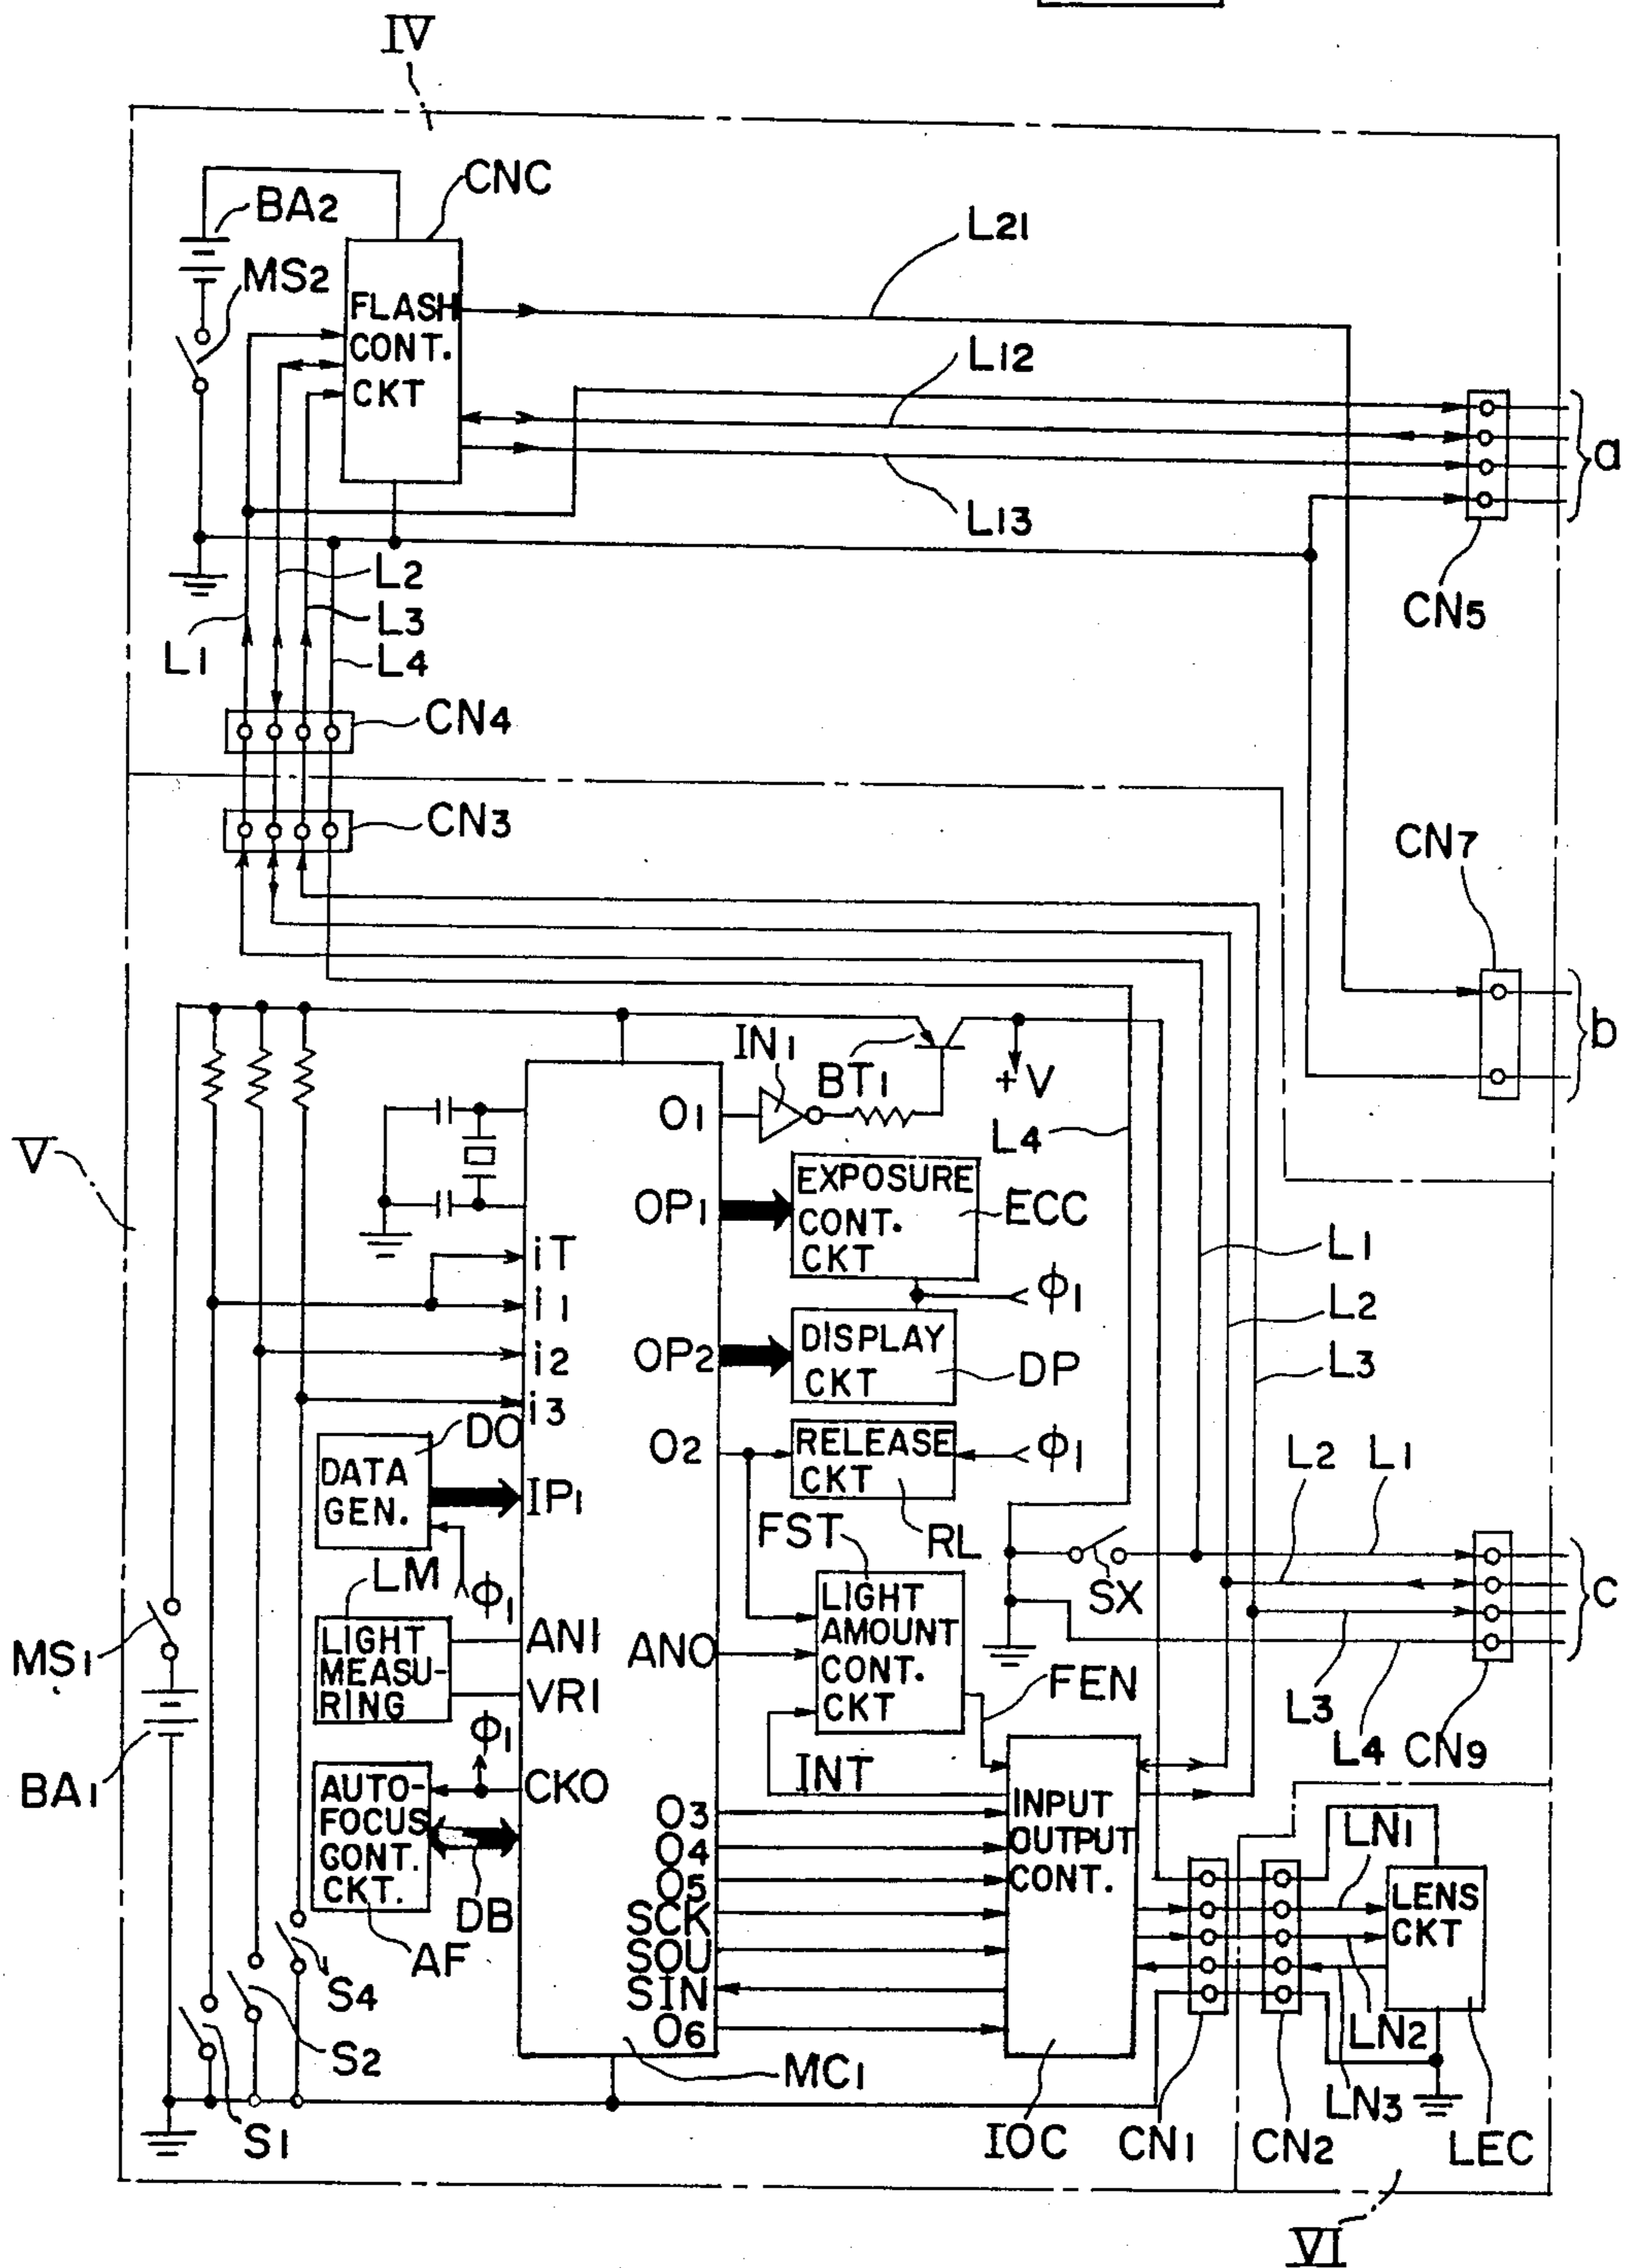 IV
CNC
BA2
MS2
L21
FLASH
CONT.
CKT
L12
L13
a
CN5
L2
L3
L1
L4
CN4
CN3
CN7
b
IN1
BT1
+V
L4
V
O1
OP1
EXPOSURE
CONT.
CKT
ECC
iT
i1
i2
i3
φ1
L1
L2
L3
OP2
DISPLAY
CKT
DP
DO
DATA
GEN.
IP1
O2
RELEASE
CKT
φ1
RL
L2
L1
FST
LM
φ1
SX
c
LIGHT
MEASU-
RING
ANI
VRI
ANO
LIGHT
AMOUNT
CONT.
CKT
FEN
L3
L4
CN9
MS1
BA1
φ1
CKO
INT
AUTO-
FOCUS
CONT.
CKT.
DB
AF
O3
O4
O5
SCK
SOU
SIN
O6
INPUT
OUTPUT
CONT.
LN1
LENS
CKT
LN2
LN3
S4
S2
S1
MC1
IOC
CN1
CN2
LEC
VI